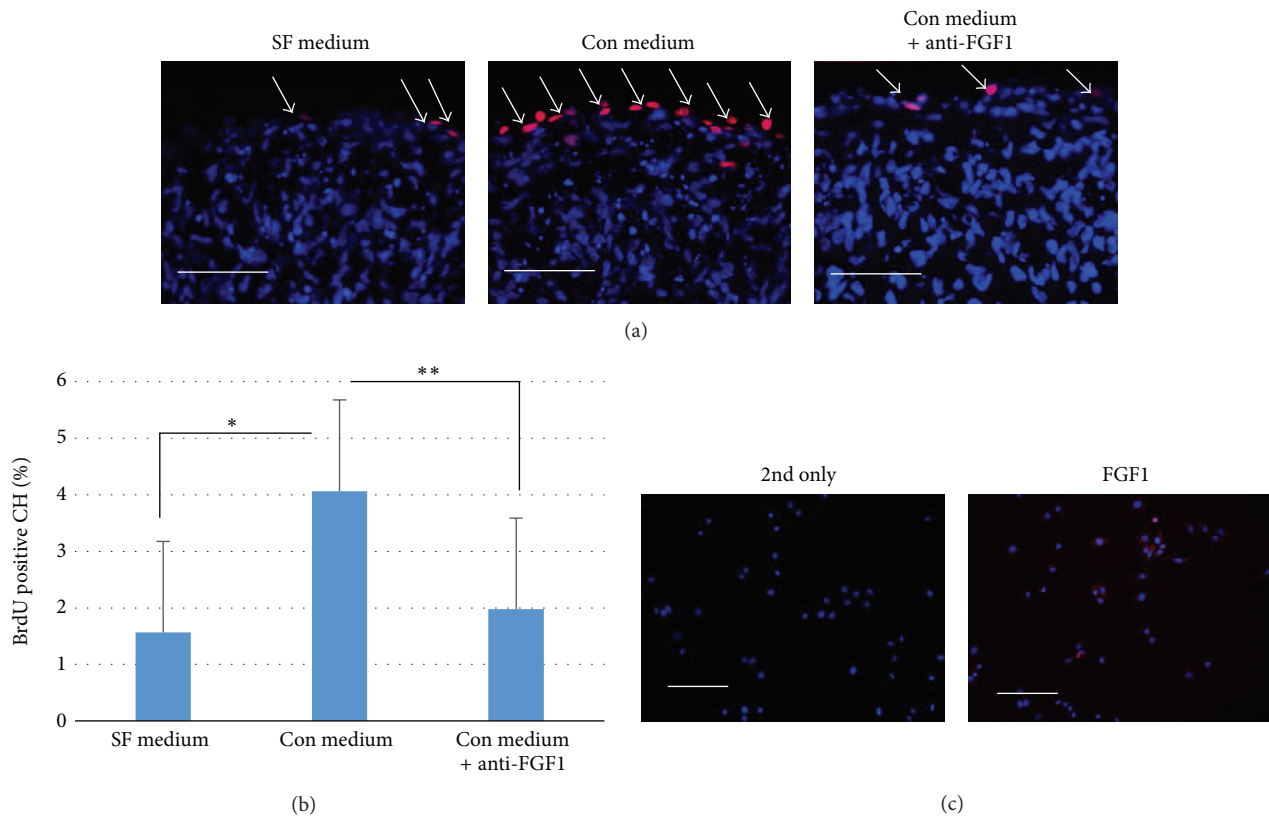 SF medium
Con medium
Con medium
+ anti-FGF1
(a)
BrdU positive CH (%)
6
5
4
3
2
1
0
*
**
SF medium
Con medium
Con medium
+ anti-FGF1
(b)
2nd only
FGF1
(c)